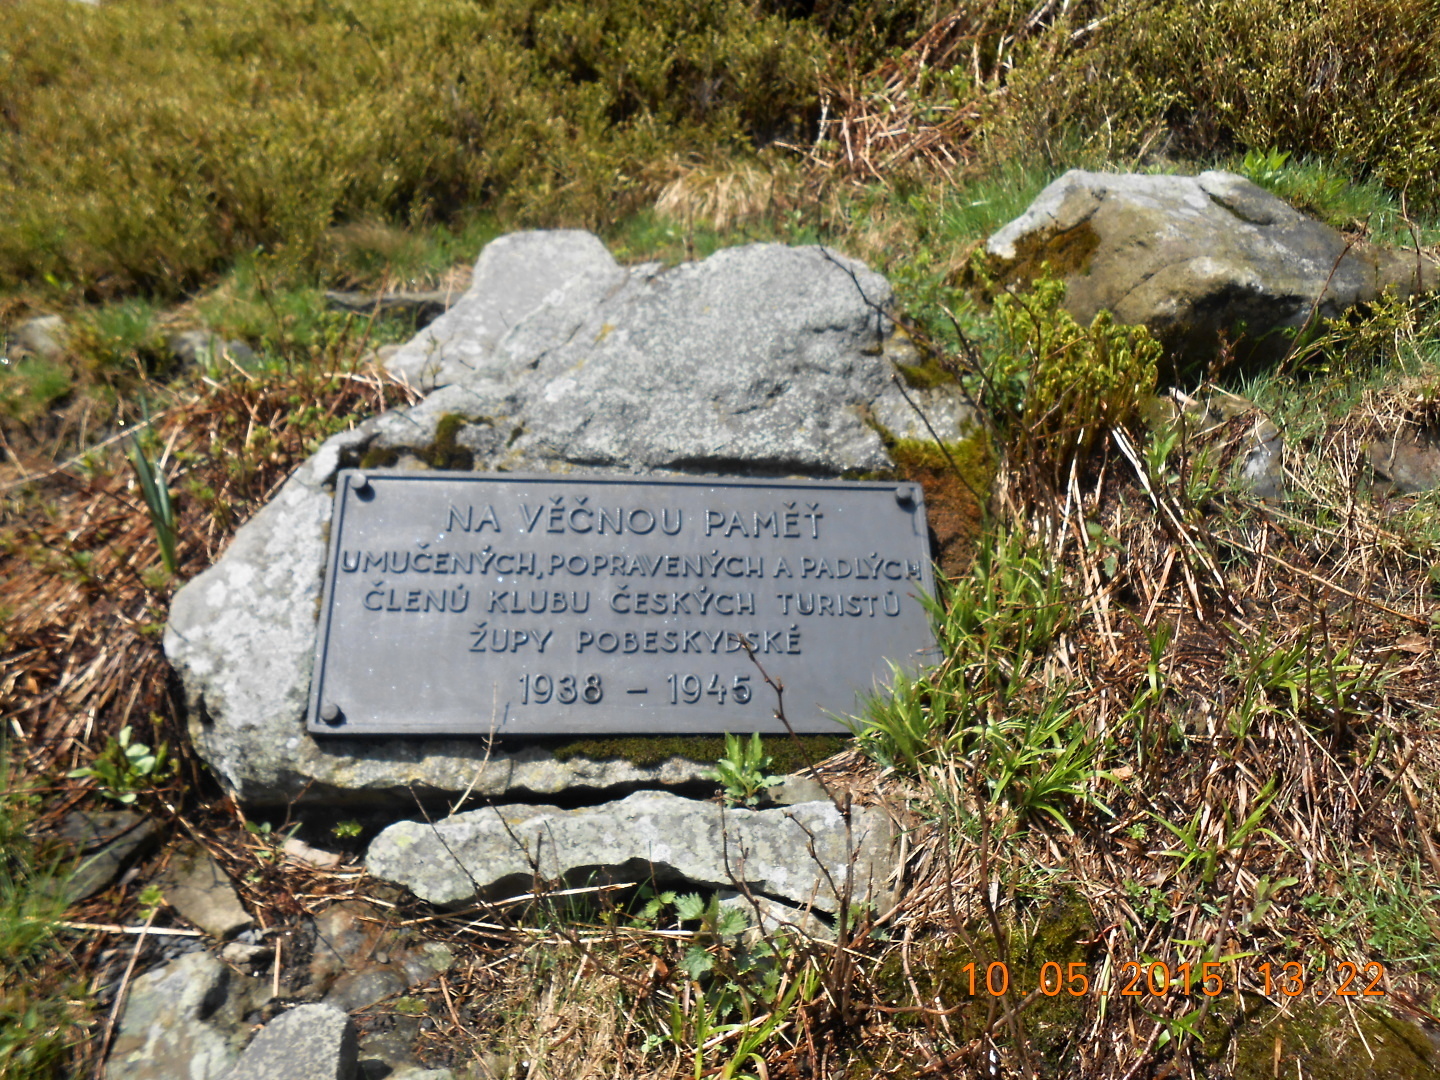 NA VĚČNOU PAMĚŤ
UMUČENÝCH, POPRAVENÝCH A PADLÝCH
ČLENŮ KLUBU ČESKÝCH TURISTŮ
ŽUPY POBESKYDSKÉ
1938 – 1945
10.05.2015 13:22